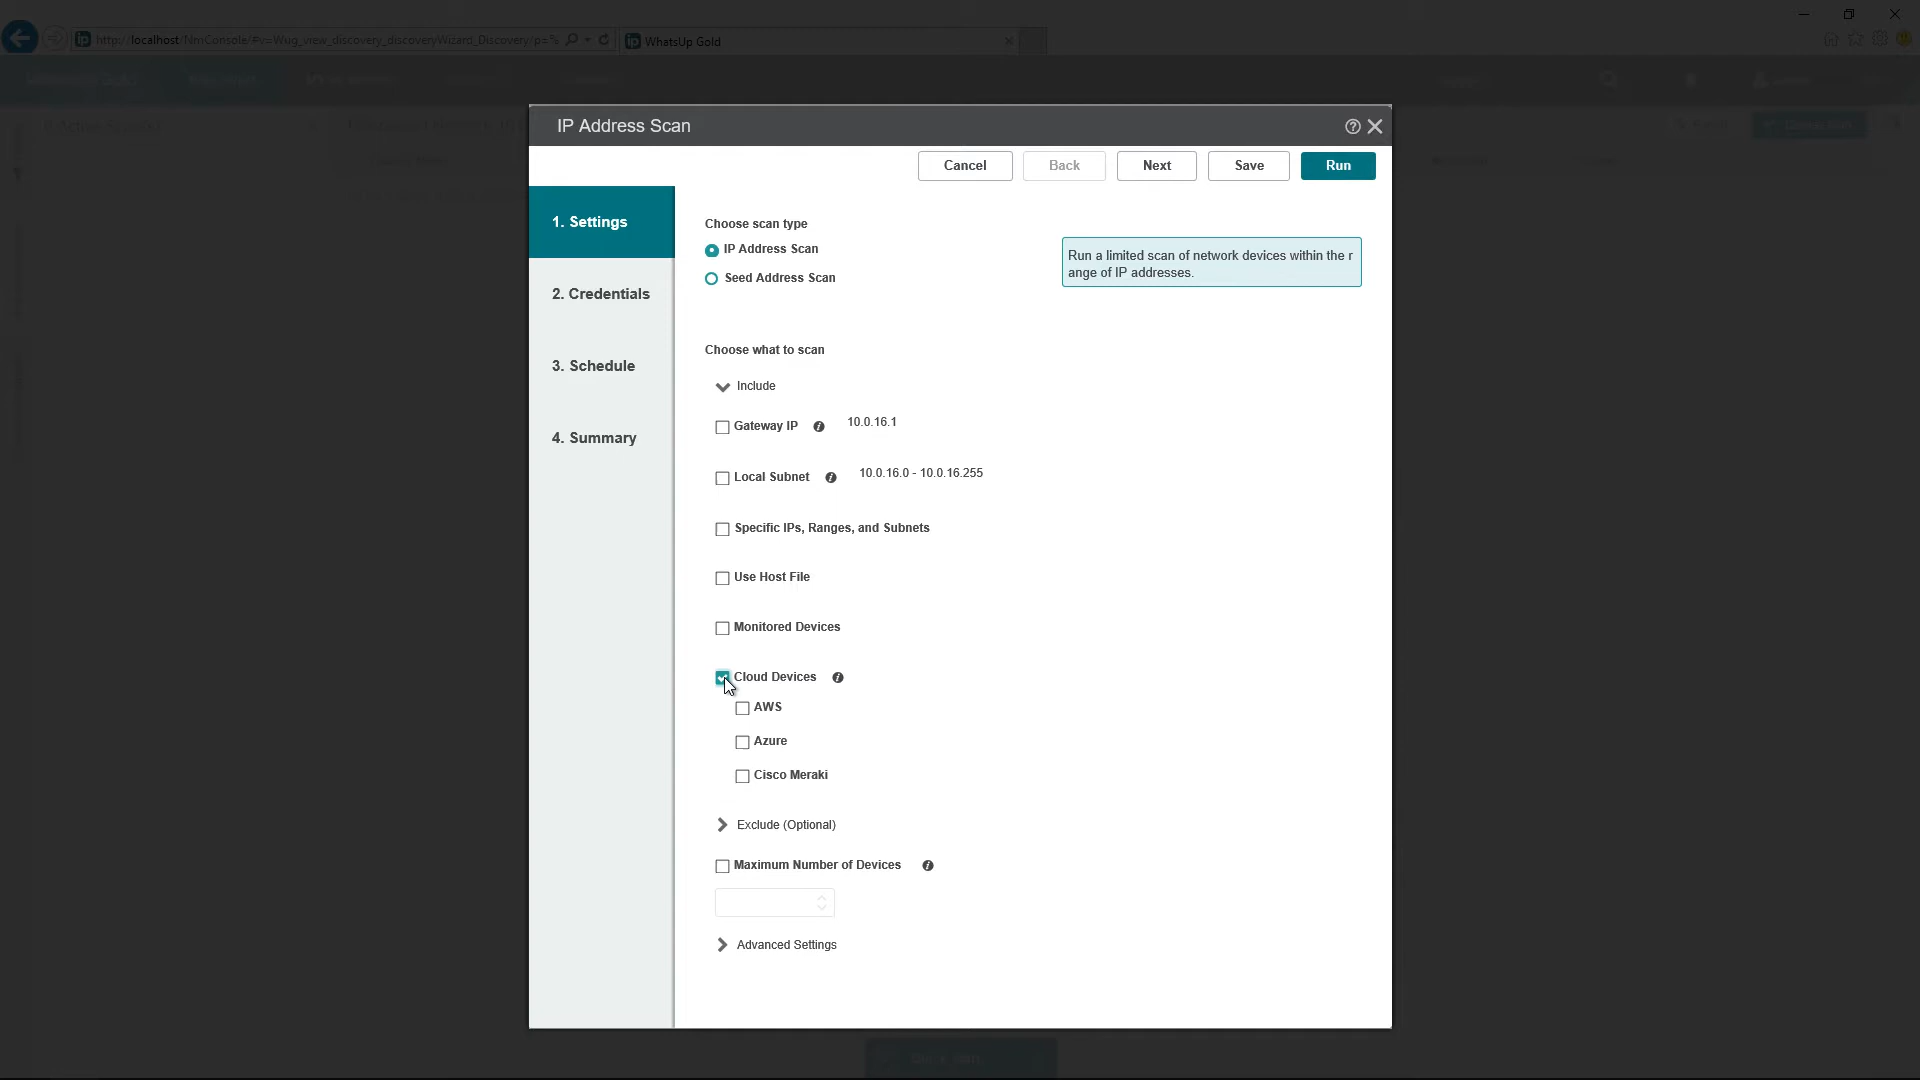 http://localhost/NmConsole/#v=Wug_view_discovery_discoveryWizard_Discovery/p=%
WhatsUp Gold
IP Address Scan
Cancel
Back
Next
Save
Run
1. Settings
2. Credentials
3. Schedule
4. Summary
Choose scan type
IP Address Scan
Seed Address Scan
Run a limited scan of network devices within the r
ange of IP addresses.
Choose what to scan
Include
Gateway IP 10.0.16.1
Local Subnet 10.0.16.0 - 10.0.16.255
Specific IPs, Ranges, and Subnets
Use Host File
Monitored Devices
Cloud Devices
AWS
Azure
Cisco Meraki
Exclude (Optional)
Maximum Number of Devices
Advanced Settings